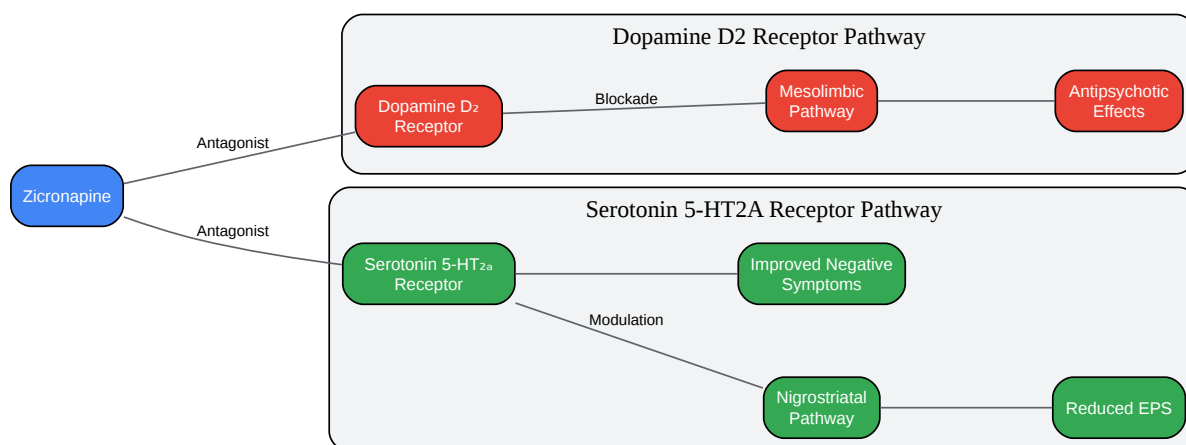 Dopamine D2 Receptor Pathway
Dopamine D₂
Receptor
Blockade
Mesolimbic
Pathway
Antipsychotic
Effects
Antagonist
Zicronapine
Antagonist
Serotonin 5-HT2A Receptor Pathway
Serotonin 5-HT₂ₐ
Receptor
Improved Negative
Symptoms
Modulation
Nigrostriatal
Pathway
Reduced EPS